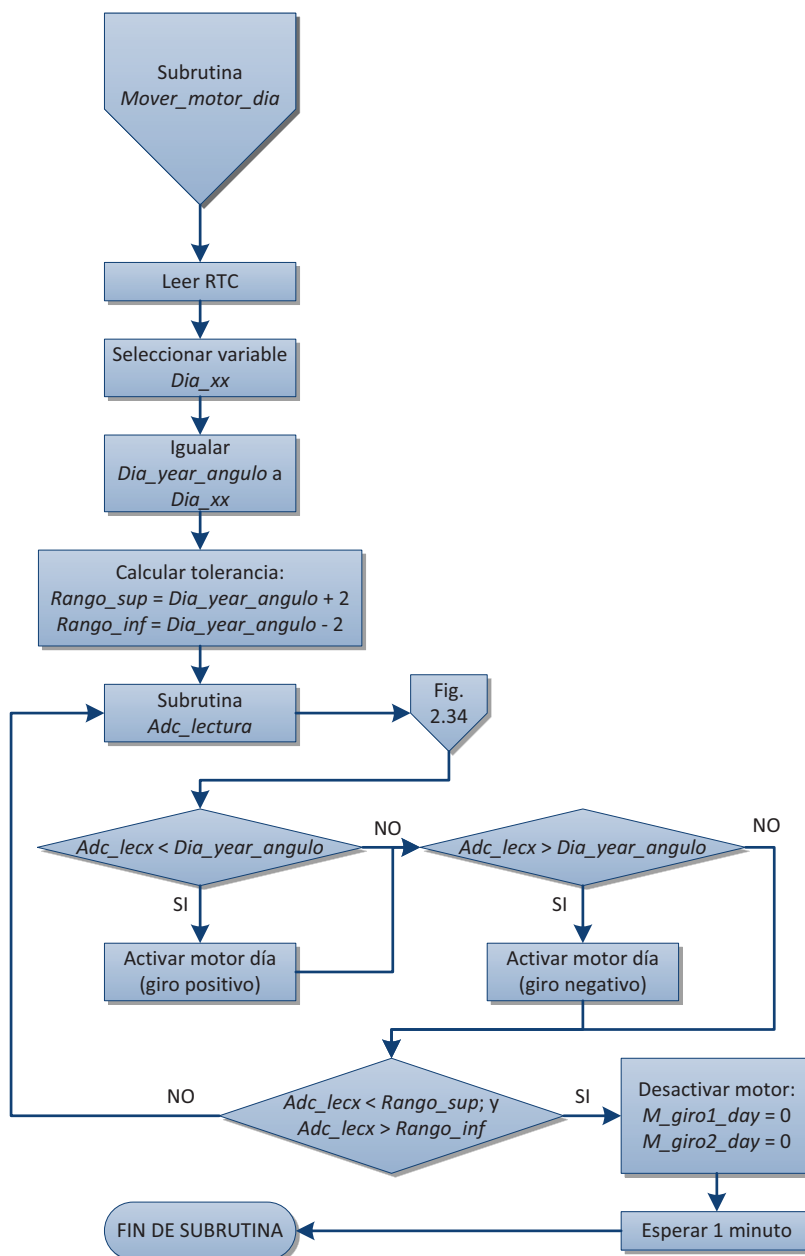 Subrutina
Mover_motor_dia
Leer RTC
Seleccionar variable
Dia_xx
Igualar
Dia_year_angulo a
Dia_xx
Calcular tolerancia:
Rango_sup = Dia_year_angulo + 2
Rango_inf = Dia_year_angulo - 2
Subrutina
Adc_lectura
Fig.
2.34
Adc_lecx < Dia_year_angulo
NO
Adc_lecx > Dia_year_angulo
NO
SI
SI
Activar motor día
(giro positivo)
Activar motor día
(giro negativo)
NO
Adc_lecx < Rango_sup; y
Adc_lecx > Rango_inf
SI
Desactivar motor:
M_giro1_day = 0
M_giro2_day = 0
FIN DE SUBRUTINA
Esperar 1 minuto